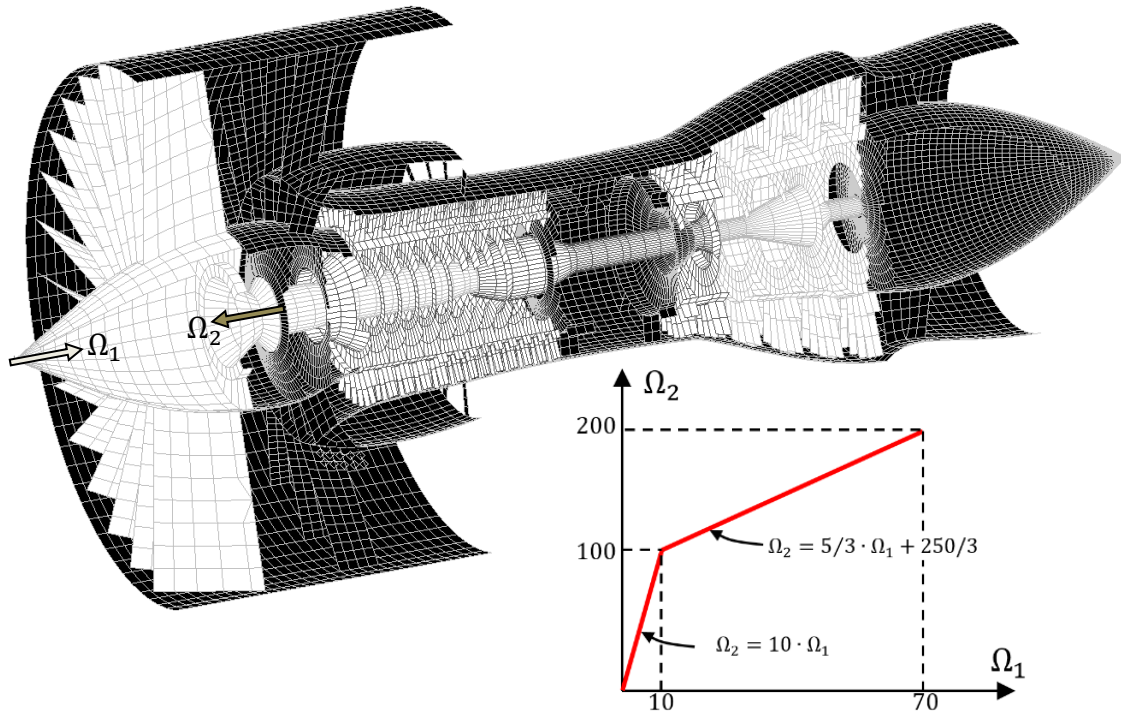 Ω₁
Ω₂
Ω₂
200
100
Ω₂ = 5/3 · Ω₁ + 250/3
Ω₂ = 10 · Ω₁
Ω₁
10
70